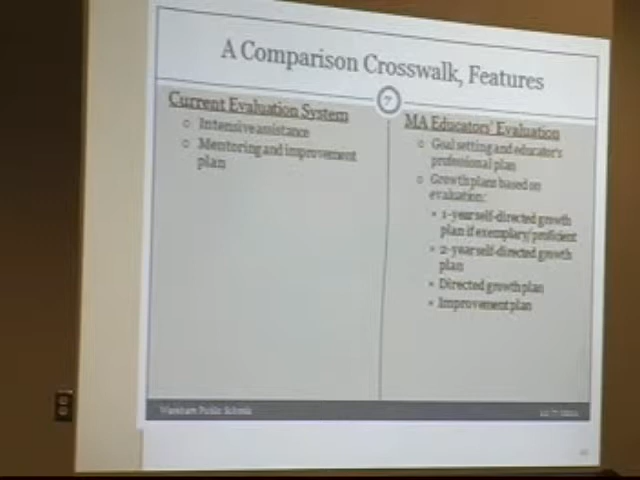 A Comparison Crosswalk, Features
7
Current Evaluation System
Intensive assistance
Mentoring and improvement
plan
MA Educators' Evaluation
Goal setting and educator's
professional plan
Growth plans based on
evaluation:
1-year self-directed growth
plan if exemplary/proficient
2-year self-directed growth
plan
Directed growth plan
Improvement plan
Wareham Public Schools